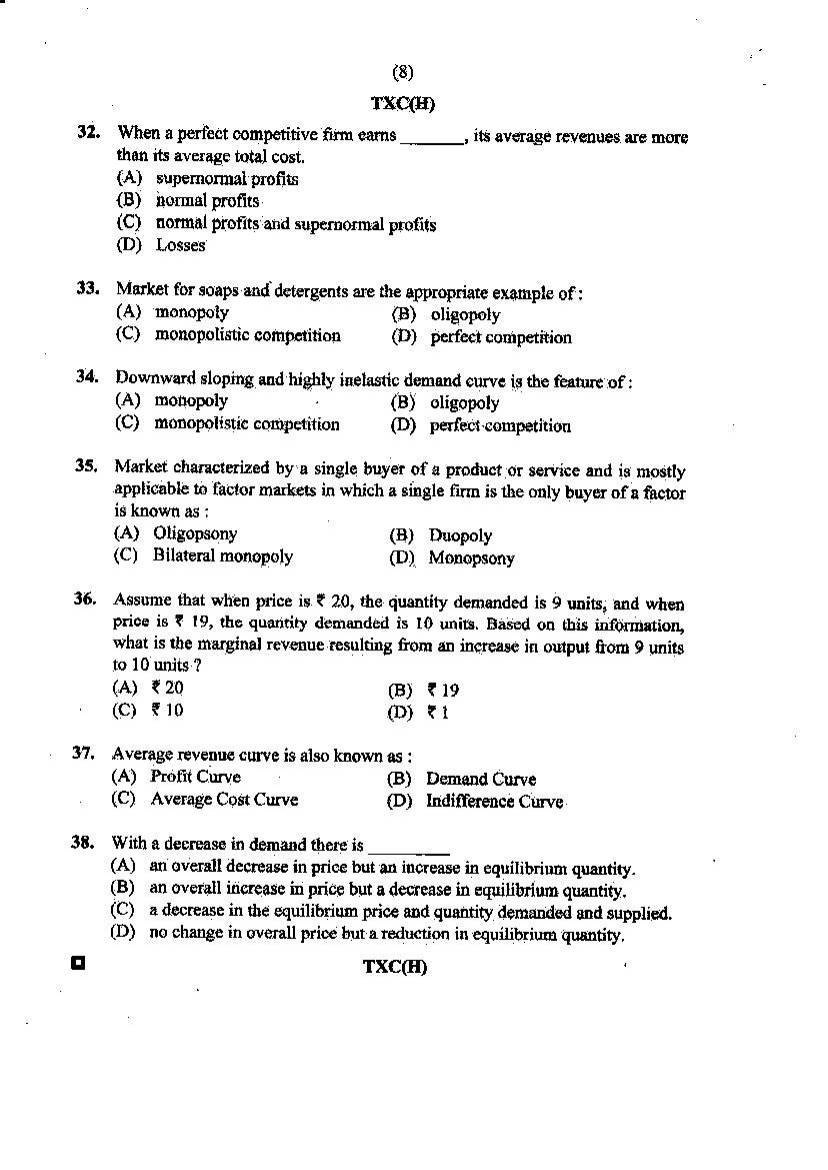 (8)
TXC(H)
32. When a perfect competitive firm earns ______, its average revenues are more
than its average total cost.
(A) supernormal profits
(B) normal profits
(C) normal profits and supernormal profits
(D) Losses
33. Market for soaps and detergents are the appropriate example of :
(A) monopoly (B) oligopoly
(C) monopolistic competition (D) perfect competition
34. Downward sloping and highly inelastic demand curve is the feature of :
(A) monopoly (B) oligopoly
(C) monopolistic competition (D) perfect competition
35. Market characterized by a single buyer of a product or service and is mostly
applicable to factor markets in which a single firm is the only buyer of a factor
is known as :
(A) Oligopsony (B) Duopoly
(C) Bilateral monopoly (D) Monopsony
36. Assume that when price is ₹ 20, the quantity demanded is 9 units, and when
price is ₹ 19, the quantity demanded is 10 units. Based on this information,
what is the marginal revenue resulting from an increase in output from 9 units
to 10 units ?
(A) ₹ 20 (B) ₹ 19
(C) ₹ 10 (D) ₹ 1
37. Average revenue curve is also known as :
(A) Profit Curve (B) Demand Curve
(C) Average Cost Curve (D) Indifference Curve
38. With a decrease in demand there is ________
(A) an overall decrease in price but an increase in equilibrium quantity.
(B) an overall increase in price but a decrease in equilibrium quantity.
(C) a decrease in the equilibrium price and quantity demanded and supplied.
(D) no change in overall price but a reduction in equilibrium quantity.
TXC(H)